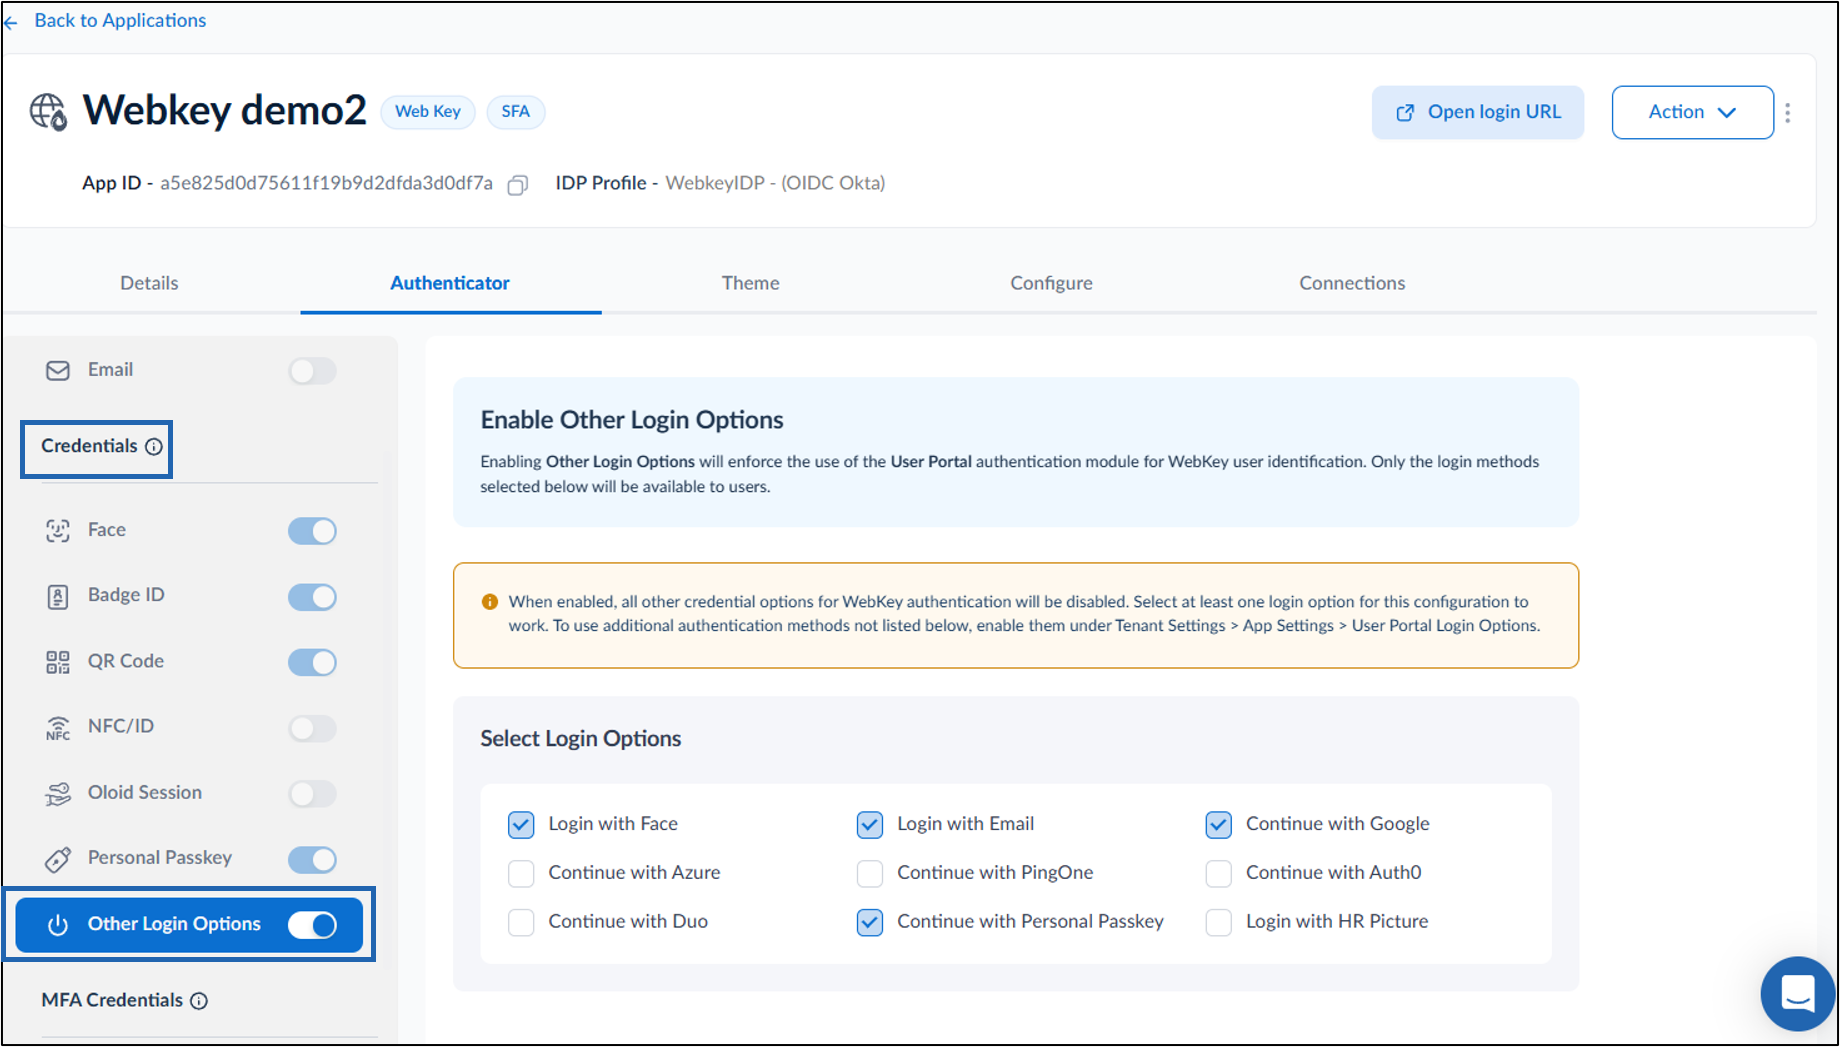 Back to Applications
Webkey demo2
Web Key
SFA
Open login URL
Action
App ID - a5e825d0d75611f19b9d2dfda3d0df7a
IDP Profile - WebkeyIDP - (OIDC Okta)
Details
Authenticator
Theme
Configure
Connections
Email
Credentials
Face
Badge ID
QR Code
NFC
NFC/ID
Oloid Session
Personal Passkey
Other Login Options
MFA Credentials
Enable Other Login Options
Enabling Other Login Options will enforce the use of the User Portal authentication module for WebKey user identification. Only the login methods
selected below will be available to users.
When enabled, all other credential options for WebKey authentication will be disabled. Select at least one login option for this configuration to
work. To use additional authentication methods not listed below, enable them under Tenant Settings > App Settings > User Portal Login Options.
Select Login Options
Login with Face
Login with Email
Continue with Google
Continue with Azure
Continue with PingOne
Continue with Auth0
Continue with Duo
Continue with Personal Passkey
Login with HR Picture